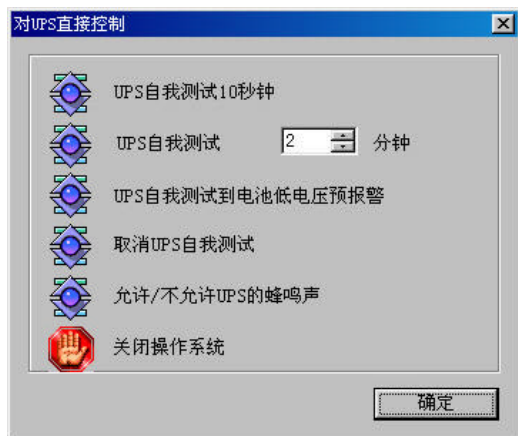 对UPS直接控制
UPS自我测试10秒钟
UPS自我测试 2 分钟
UPS自我测试到电池低电压预报警
取消UPS自我测试
允许/不允许UPS的蜂鸣声
关闭操作系统
确定